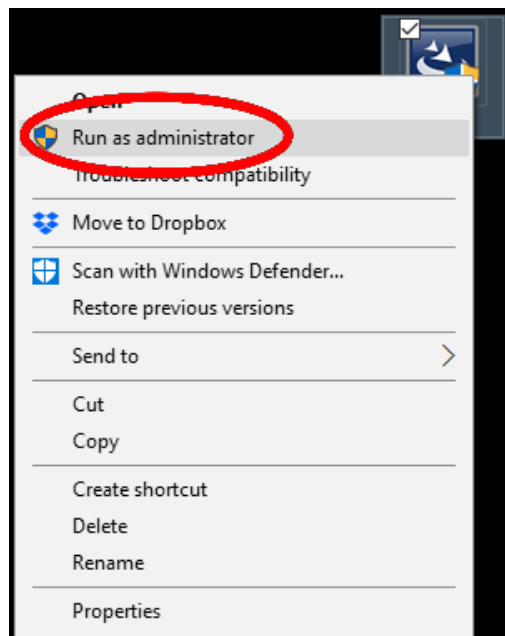 Open
Run as administrator
Troubleshoot compatibility
Move to Dropbox
Scan with Windows Defender...
Restore previous versions
Send to
Cut
Copy
Create shortcut
Delete
Rename
Properties